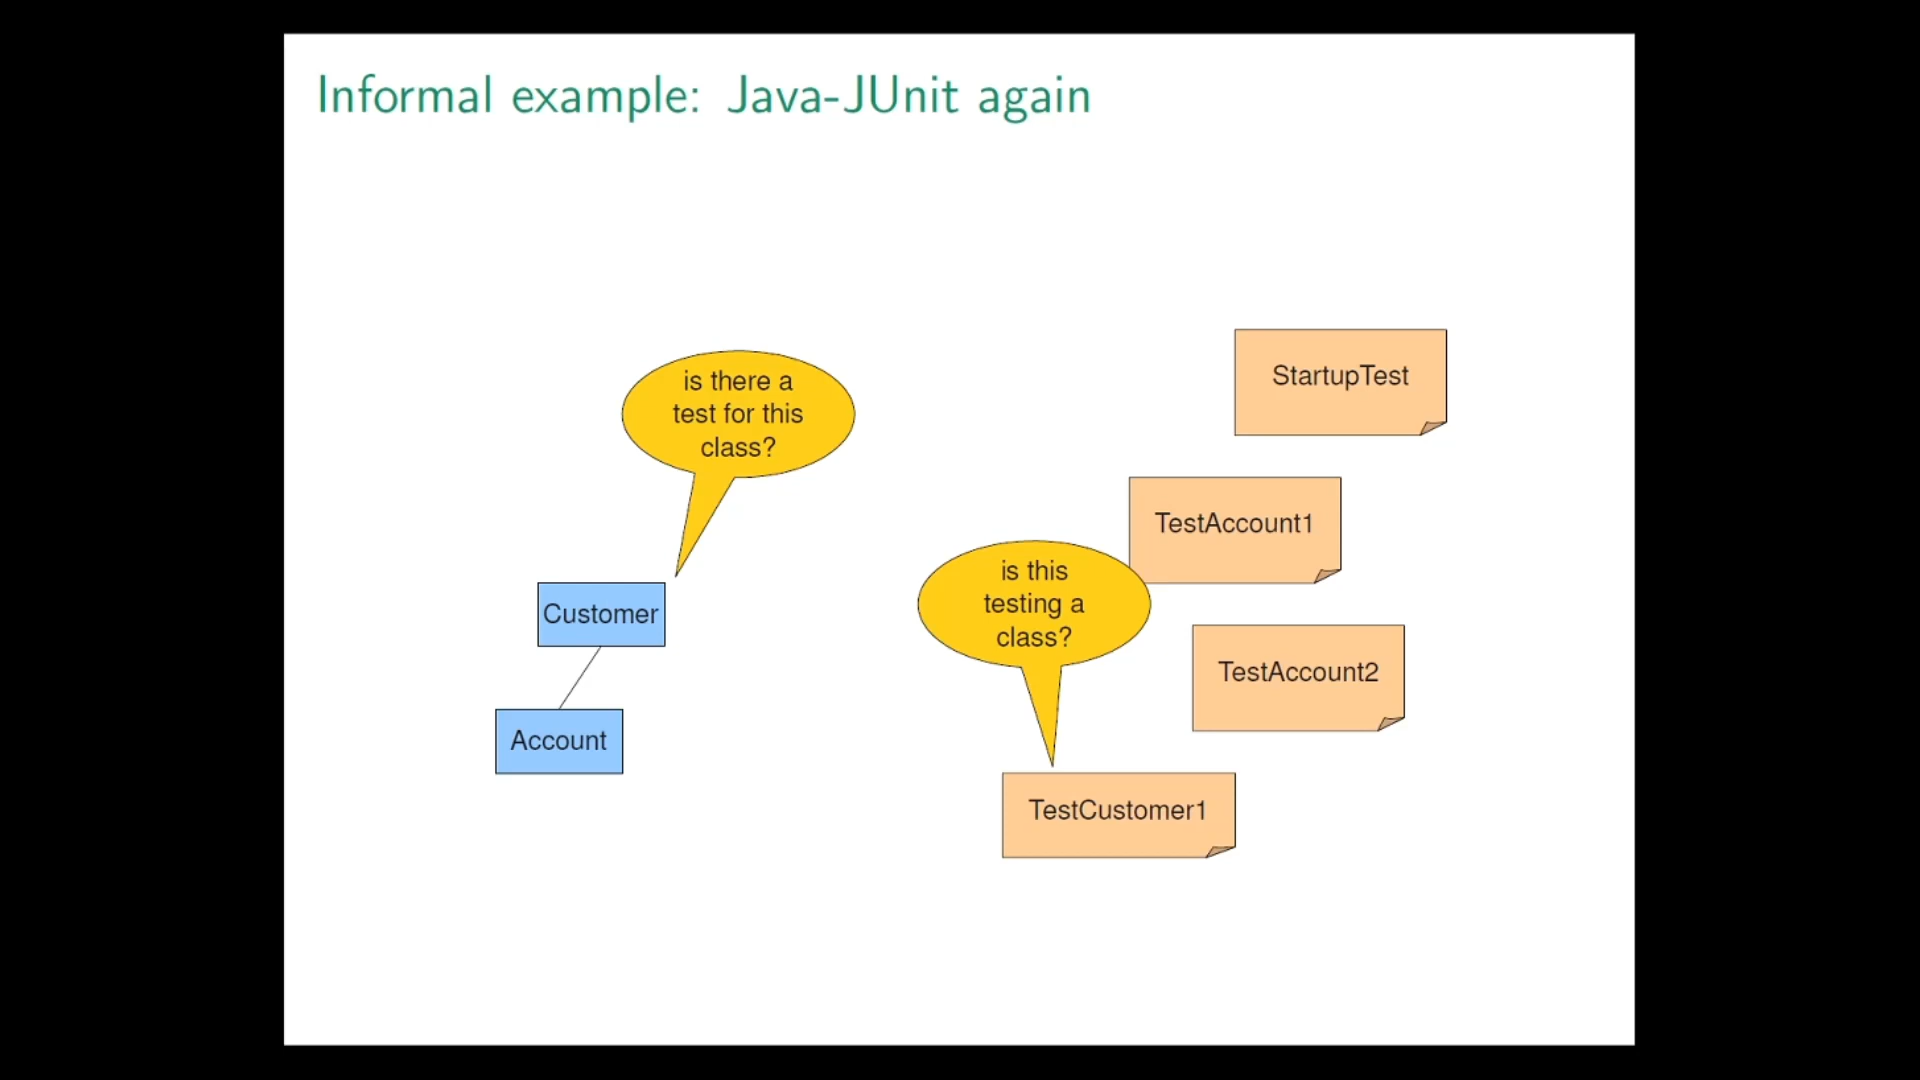 Informal example: Java-JUnit again
is there a
test for this
class?
StartupTest
TestAccount1
is this
testing a
class?
Customer
TestAccount2
Account
TestCustomer1